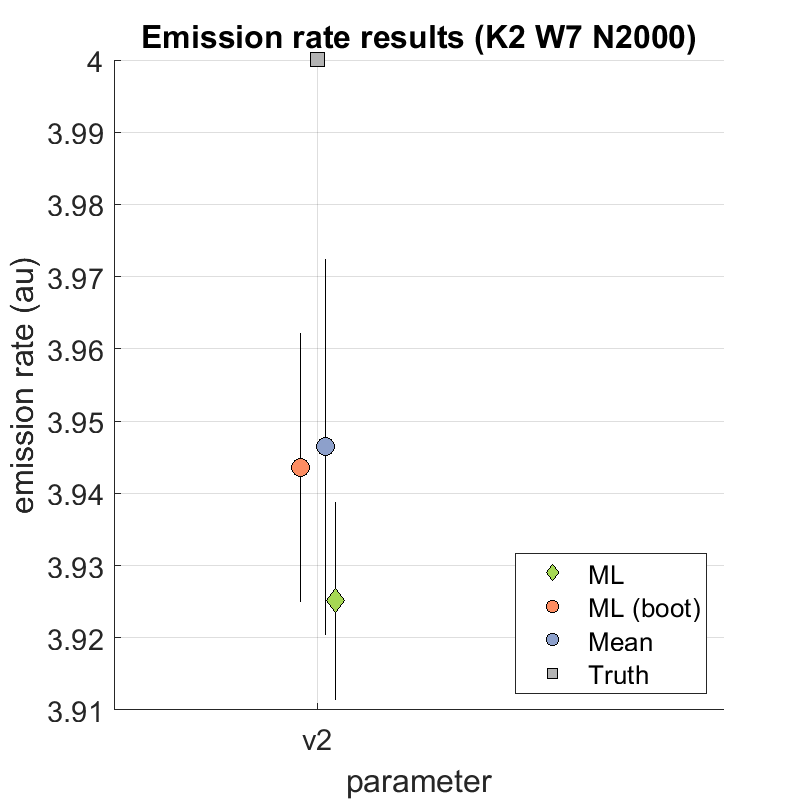 Emission rate results (K2 W7 N2000)
4
3.99
3.98
3.97
3.96
3.95
3.94
3.93
3.92
3.91
emission rate (au)
ML
ML (boot)
Mean
Truth
v2
parameter